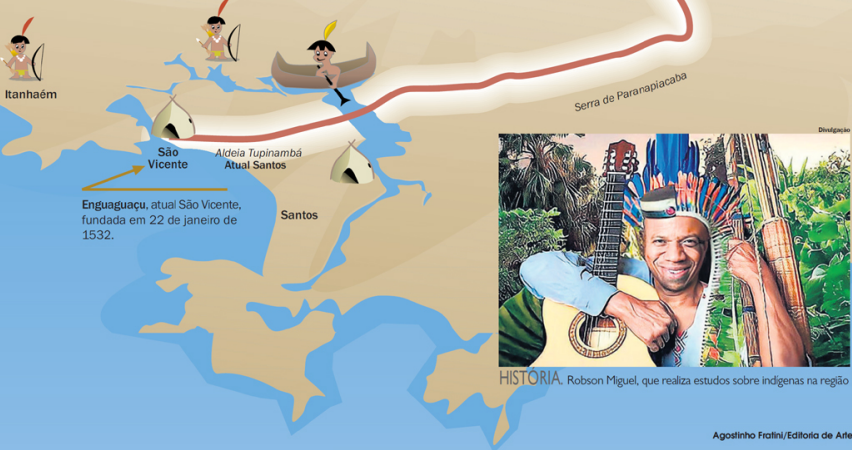 Itanhaém
Serra de Paranapiacaba
Divulgação
São
Vicente
Aldeia Tupinambá
Atual Santos
Enguaguaçu, atual São Vicente,
fundada em 22 de janeiro de
1532.
Santos
HISTÓRIA. Robson Miguel, que realiza estudos sobre indígenas na região
Agostinho Fratini/Editoria de Arte